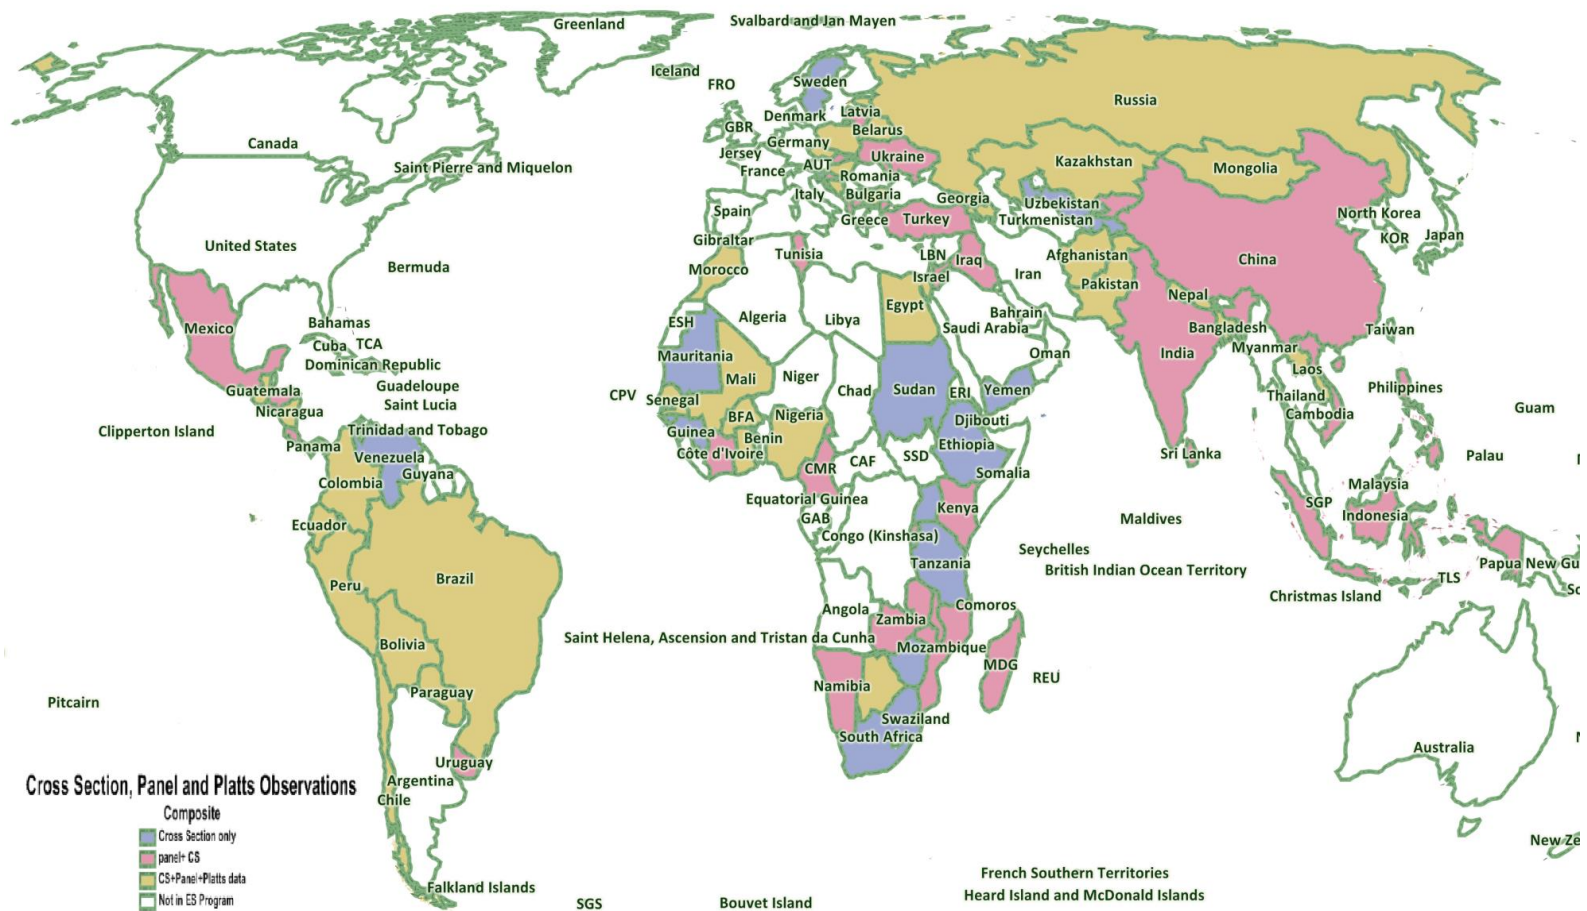 Greenland
Svalbard and Jan Mayen
Iceland
FRO
Sweden
Russia
Denmark
Latvia
GBR
Belarus
Canada
Germany
Jersey
Ukraine
Saint Pierre and Miquelon
France
AUT
Kazakhstan
Mongolia
Romania
Italy
Bulgaria
Georgia
Uzbekistan
Spain
Greece
Turkey
Turkmenistan
North Korea
United States
Gibraltar
KOR
Japan
Tunisia
LBN
Iraq
Afghanistan
China
Bermuda
Morocco
Israel
Iran
Pakistan
Nepal
Egypt
Mexico
Bahamas
ESH
Algeria
Libya
Bahrain
Saudi Arabia
Bangladesh
Taiwan
Cuba
TCA
Myanmar
Dominican Republic
Mauritania
Oman
India
Laos
Guatemala
Guadeloupe
Mali
Niger
Chad
Sudan
ERI
Yemen
Philippines
CPV
Senegal
Thailand
Saint Lucia
Nicaragua
BFA
Nigeria
Djibouti
Cambodia
Guam
Clipperton Island
Trinidad and Tobago
Guinea
Benin
Ethiopia
Panama
Venezuela
Côte d'Ivoire
CMR
CAF
SSD
Somalia
Sri Lanka
Palau
Colombia
Guyana
Malaysia
Equatorial Guinea
Kenya
SGP
Ecuador
GAB
Maldives
Indonesia
Congo (Kinshasa)
Seychelles
Peru
Brazil
Tanzania
British Indian Ocean Territory
Papua New Gu
TLS
Christmas Island
So
Angola
Comoros
Zambia
Bolivia
Saint Helena, Ascension and Tristan da Cunha
Mozambique
MDG
REU
Paraguay
Namibia
Pitcairn
Swaziland
South Africa
Australia
Uruguay
Argentina
Chile
Cross Section, Panel and Platts Observations
Composite
Cross Section only
panel+ CS
CS+Panel+Platts data
Not in ES Program
New Ze
French Southern Territories
Falkland Islands
Heard Island and McDonald Islands
SGS
Bouvet Island